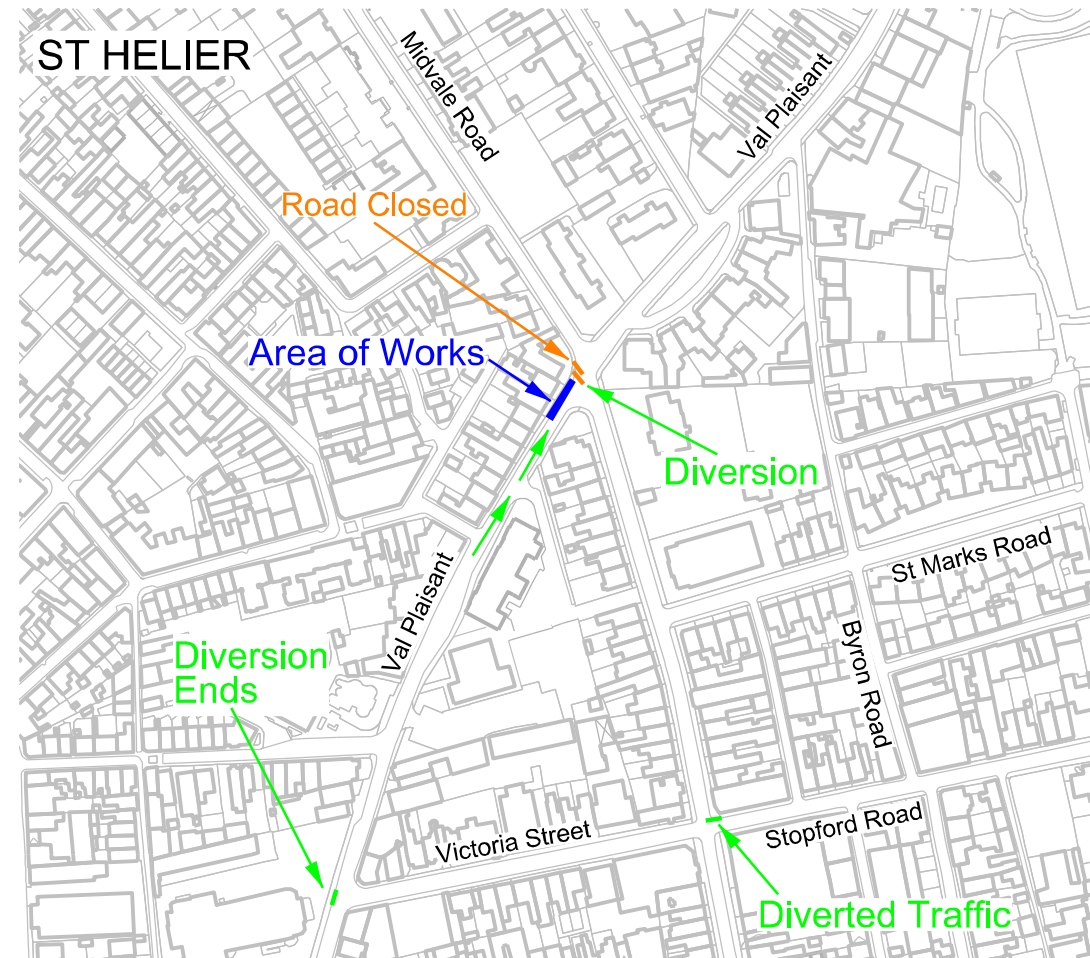 ST HELIER
Midvale Road
Val Plaisant
Road Closed
Area of Works
Diversion
St Marks Road
Val Plaisant
Byron Road
Diversion
Ends
Victoria Street
Stopford Road
Diverted Traffic